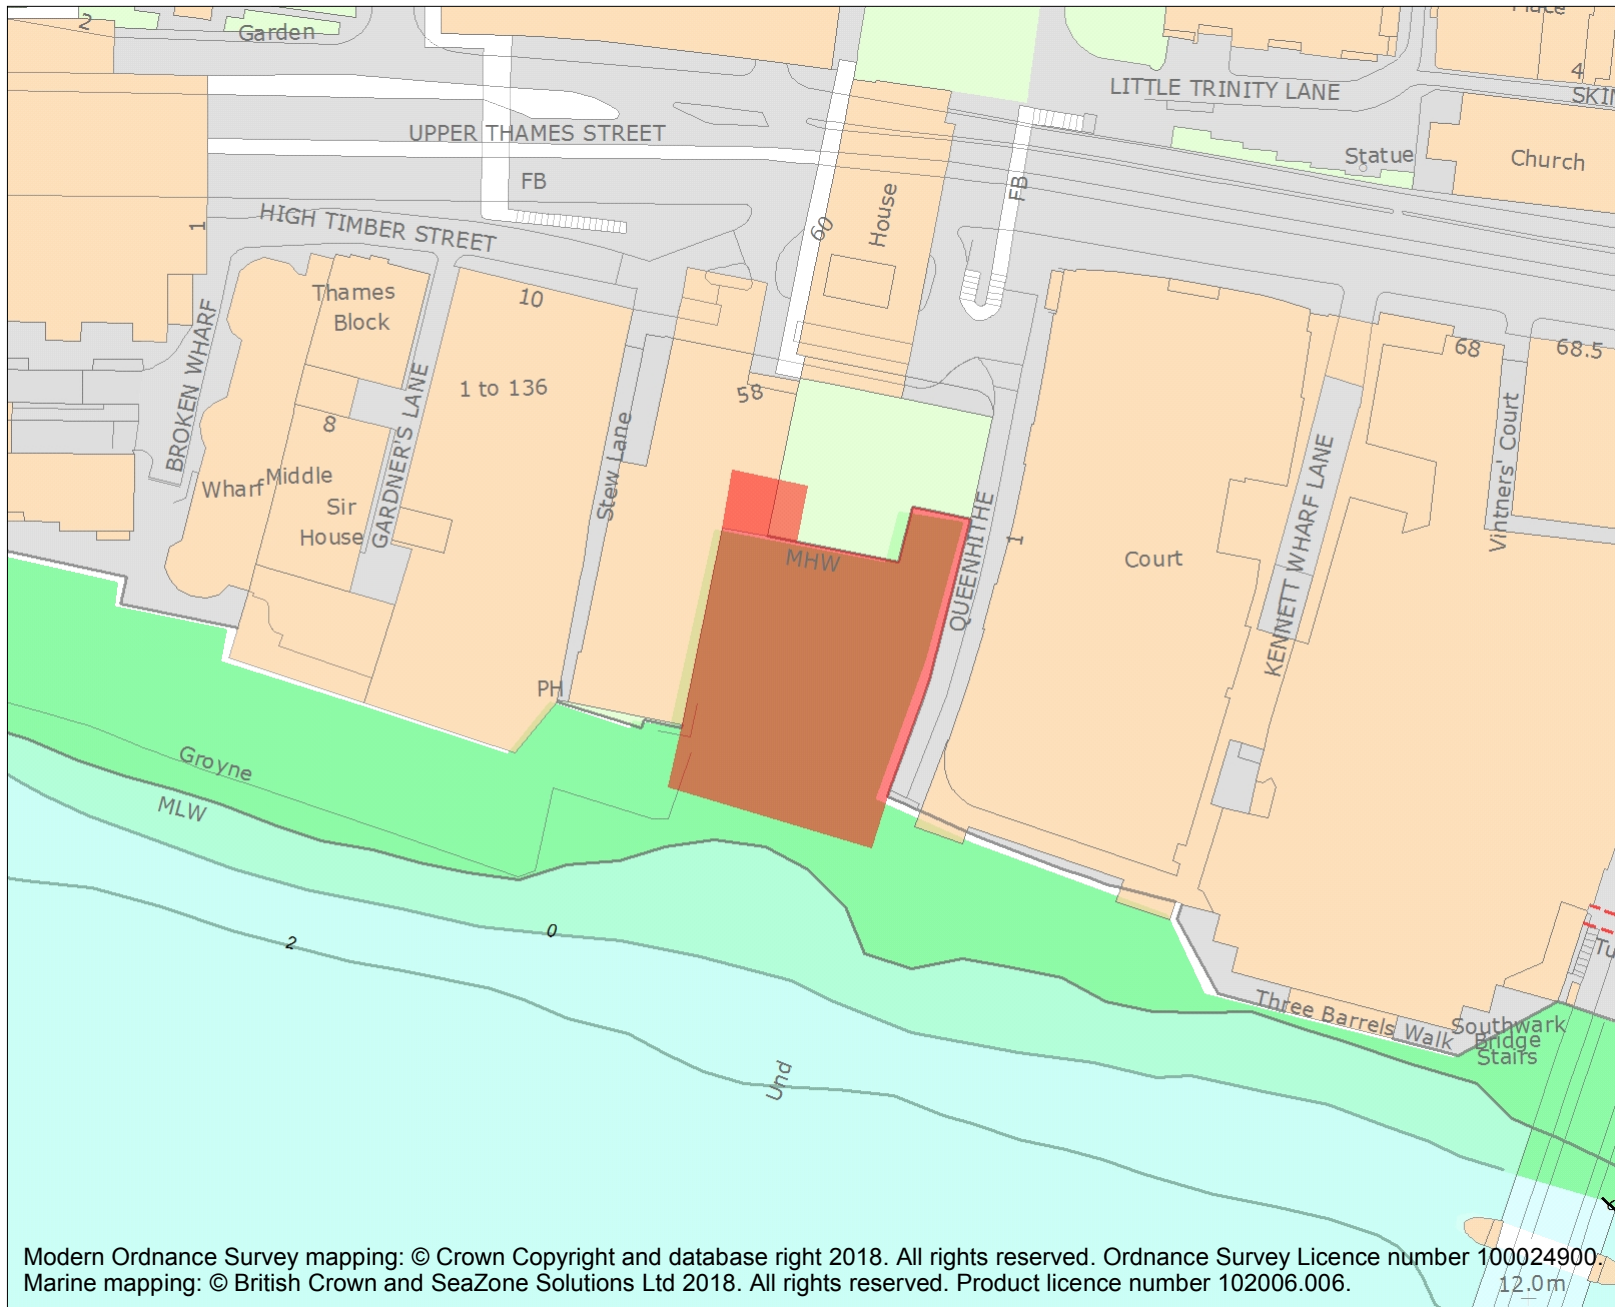 2
Garden
Place
4
SKIN
LITTLE TRINITY LANE
UPPER THAMES STREET
Statue
Church
FB
FB
House
60
1
HIGH TIMBER STREET
Thames
Block
10
BROKEN WHARF
1 to 136
58
68
68.5
GARDNER'S LANE
8
Stew Lane
Wharf
Middle
Sir
House
MHW
QUEENHITHE
1
Court
KENNETT WHARF LANE
Vintners' Court
PH
Groyne
MLW
0
2
Und
Tu
Three Barrels Walk
Southwark
Bridge
Stairs
Modern Ordnance Survey mapping: © Crown Copyright and database right 2018. All rights reserved. Ordnance Survey Licence number 100024900.
Marine mapping: © British Crown and SeaZone Solutions Ltd 2018. All rights reserved. Product licence number 102006.006.
12.0m